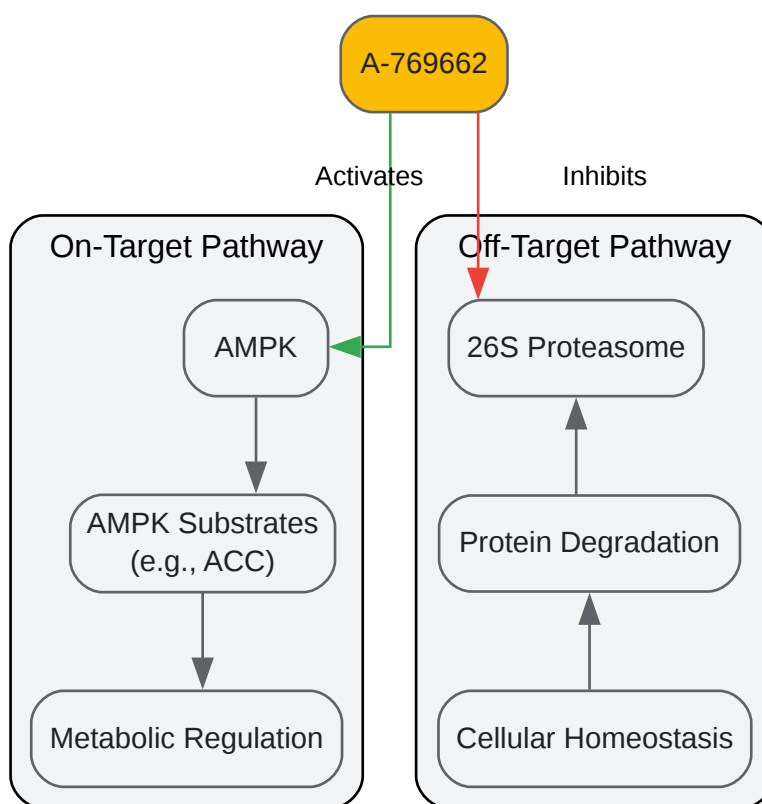 A-769662
Activates
Inhibits
On-Target Pathway
AMPK
AMPK Substrates
(e.g., ACC)
Metabolic Regulation
Off-Target Pathway
26S Proteasome
Protein Degradation
Cellular Homeostasis